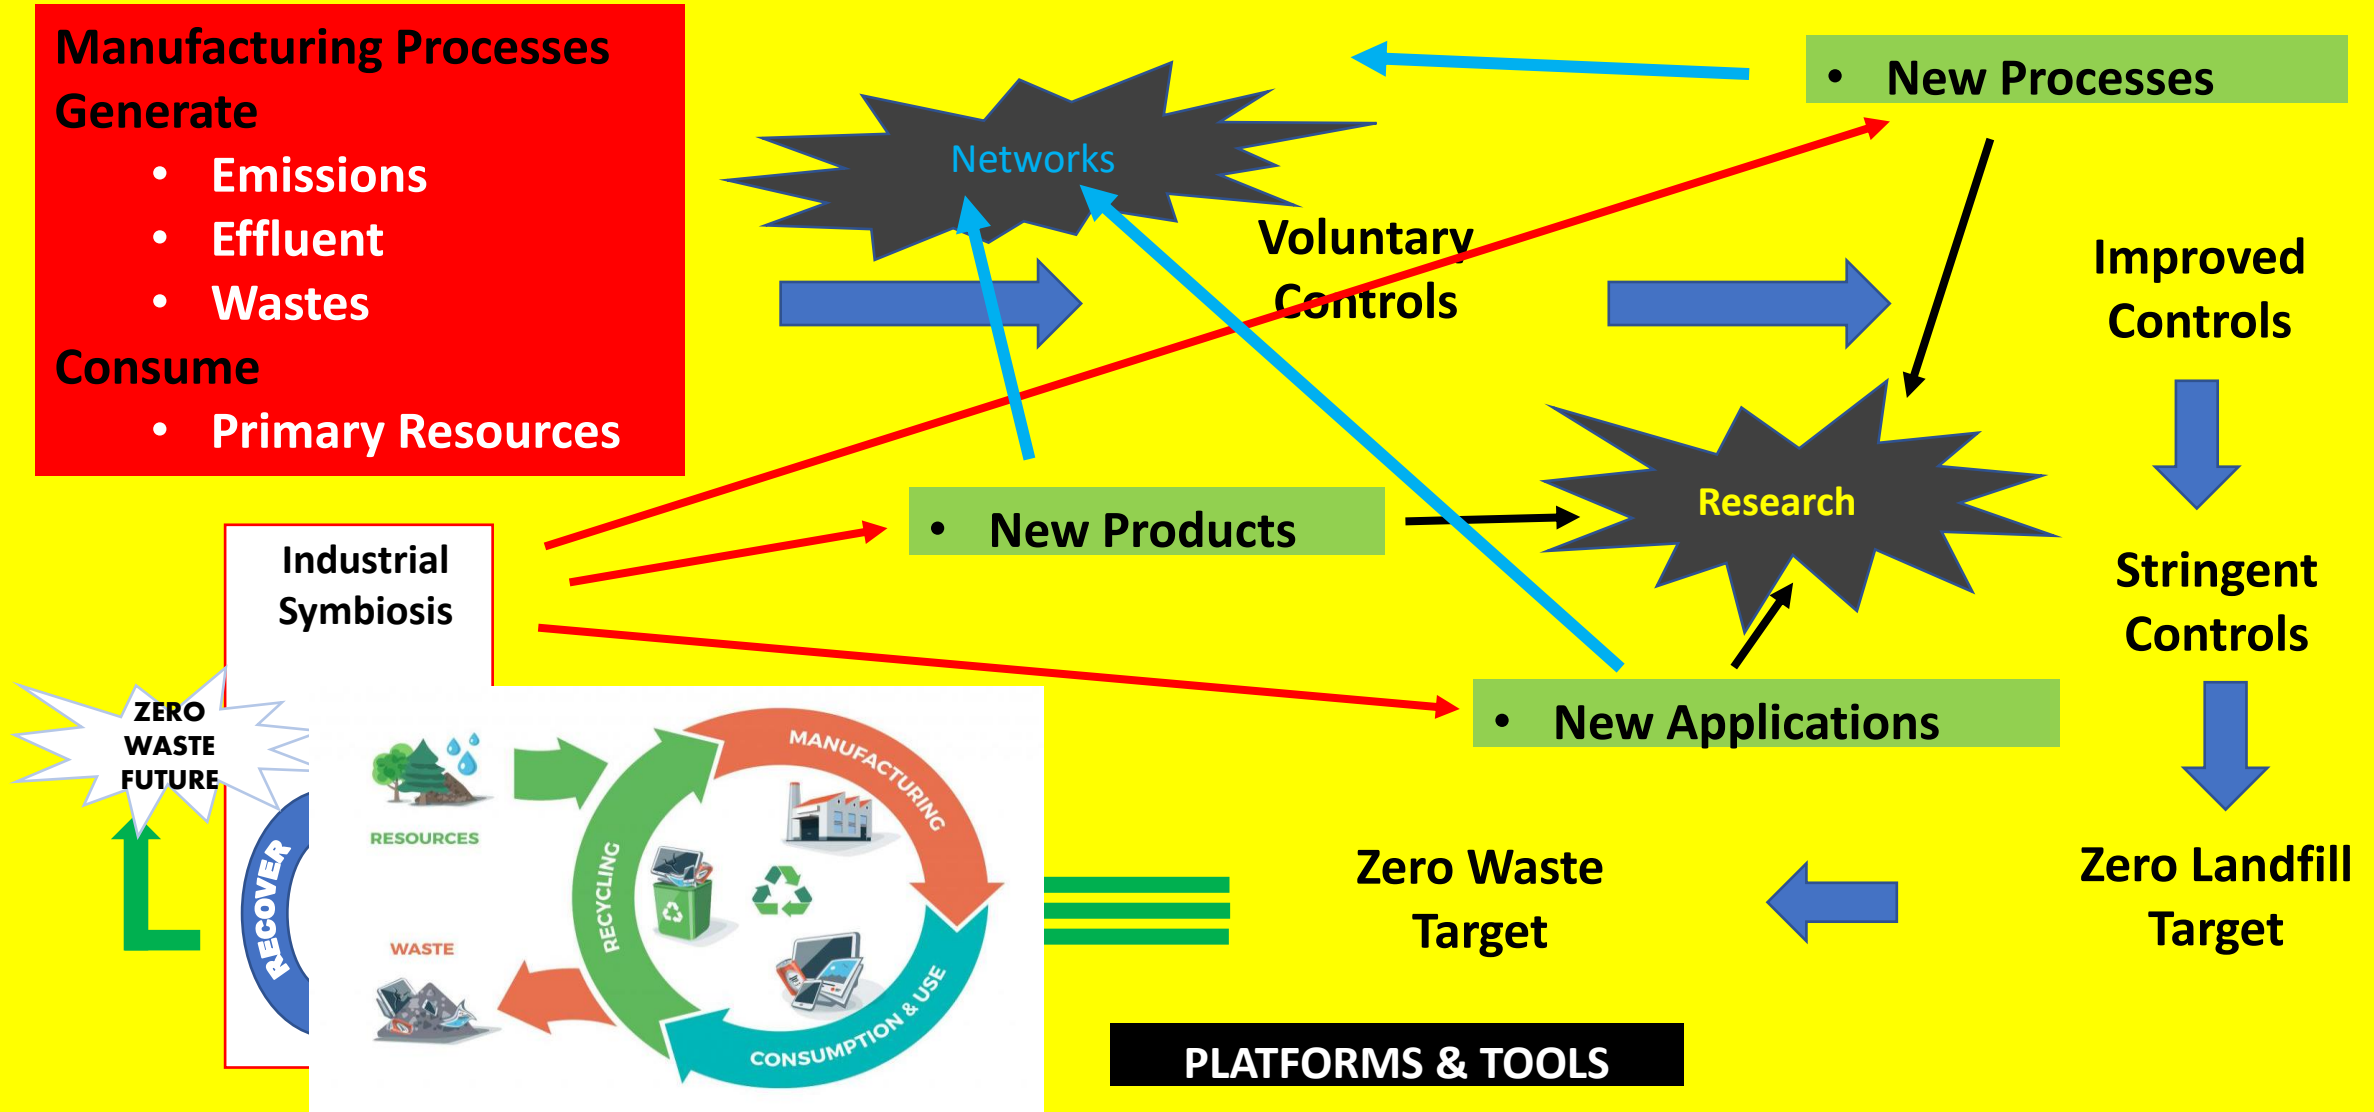 Manufacturing Processes
Generate
• Emissions
• Effluent
• Wastes
Consume
• Primary Resources
Networks
• New Processes
Voluntary
Controls
Improved
Controls
Research
• New Products
Stringent
Controls
Industrial
Symbiosis
• New Applications
ZERO
WASTE
FUTURE
RECOVER
RESOURCES
WASTE
RECYCLING
MANUFACTURING
CONSUMPTION & USE
Zero Waste
Target
Zero Landfill
Target
PLATFORMS & TOOLS